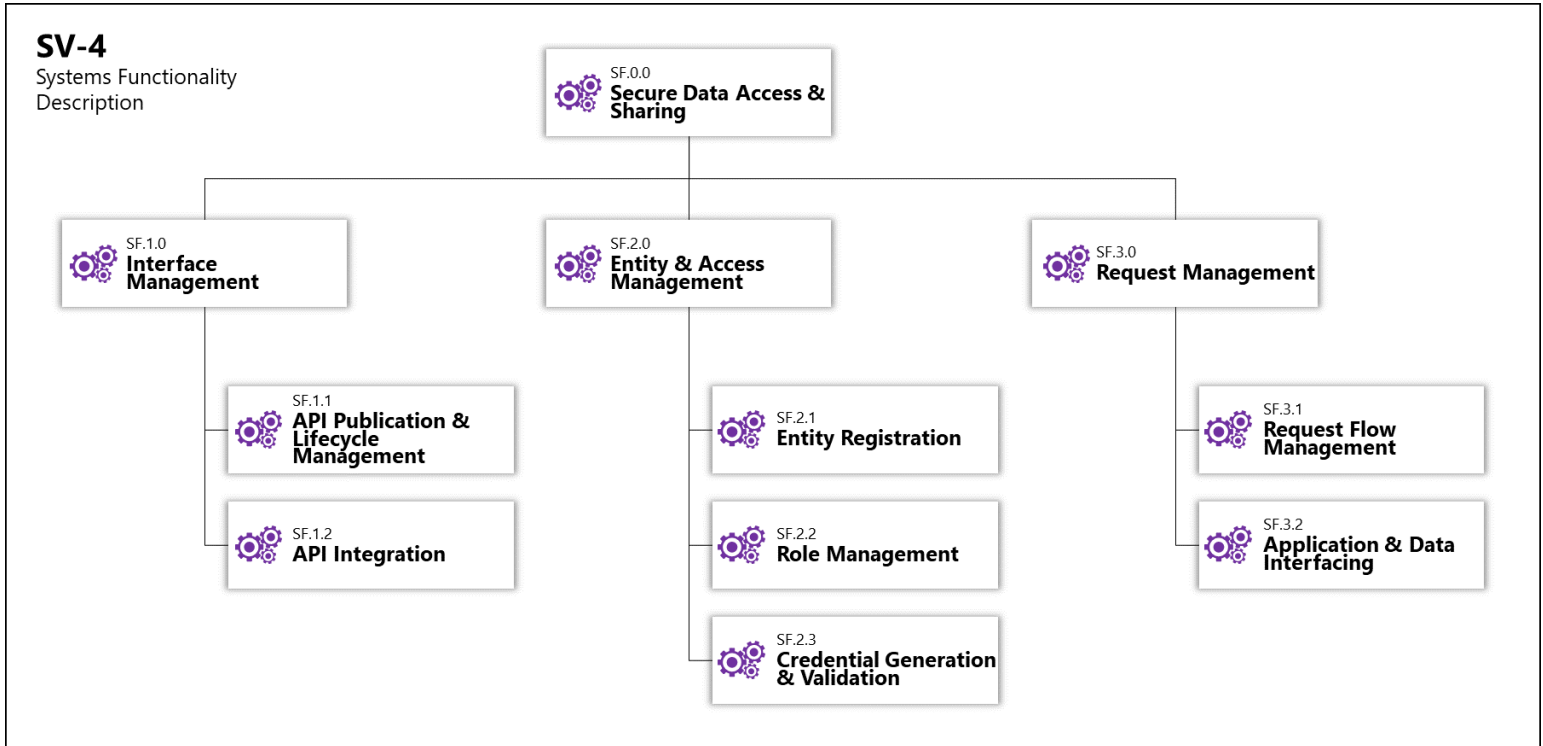 SV-4
Systems Functionality
Description
SF.0.0
Secure Data Access &
Sharing
SF.1.0
Interface
Management
SF.2.0
Entity & Access
Management
SF.3.0
Request Management
SF.1.1
API Publication &
Lifecycle
Management
SF.1.2
API Integration
SF.2.1
Entity Registration
SF.2.2
Role Management
SF.2.3
Credential Generation
& Validation
SF.3.1
Request Flow
Management
SF.3.2
Application & Data
Interfacing